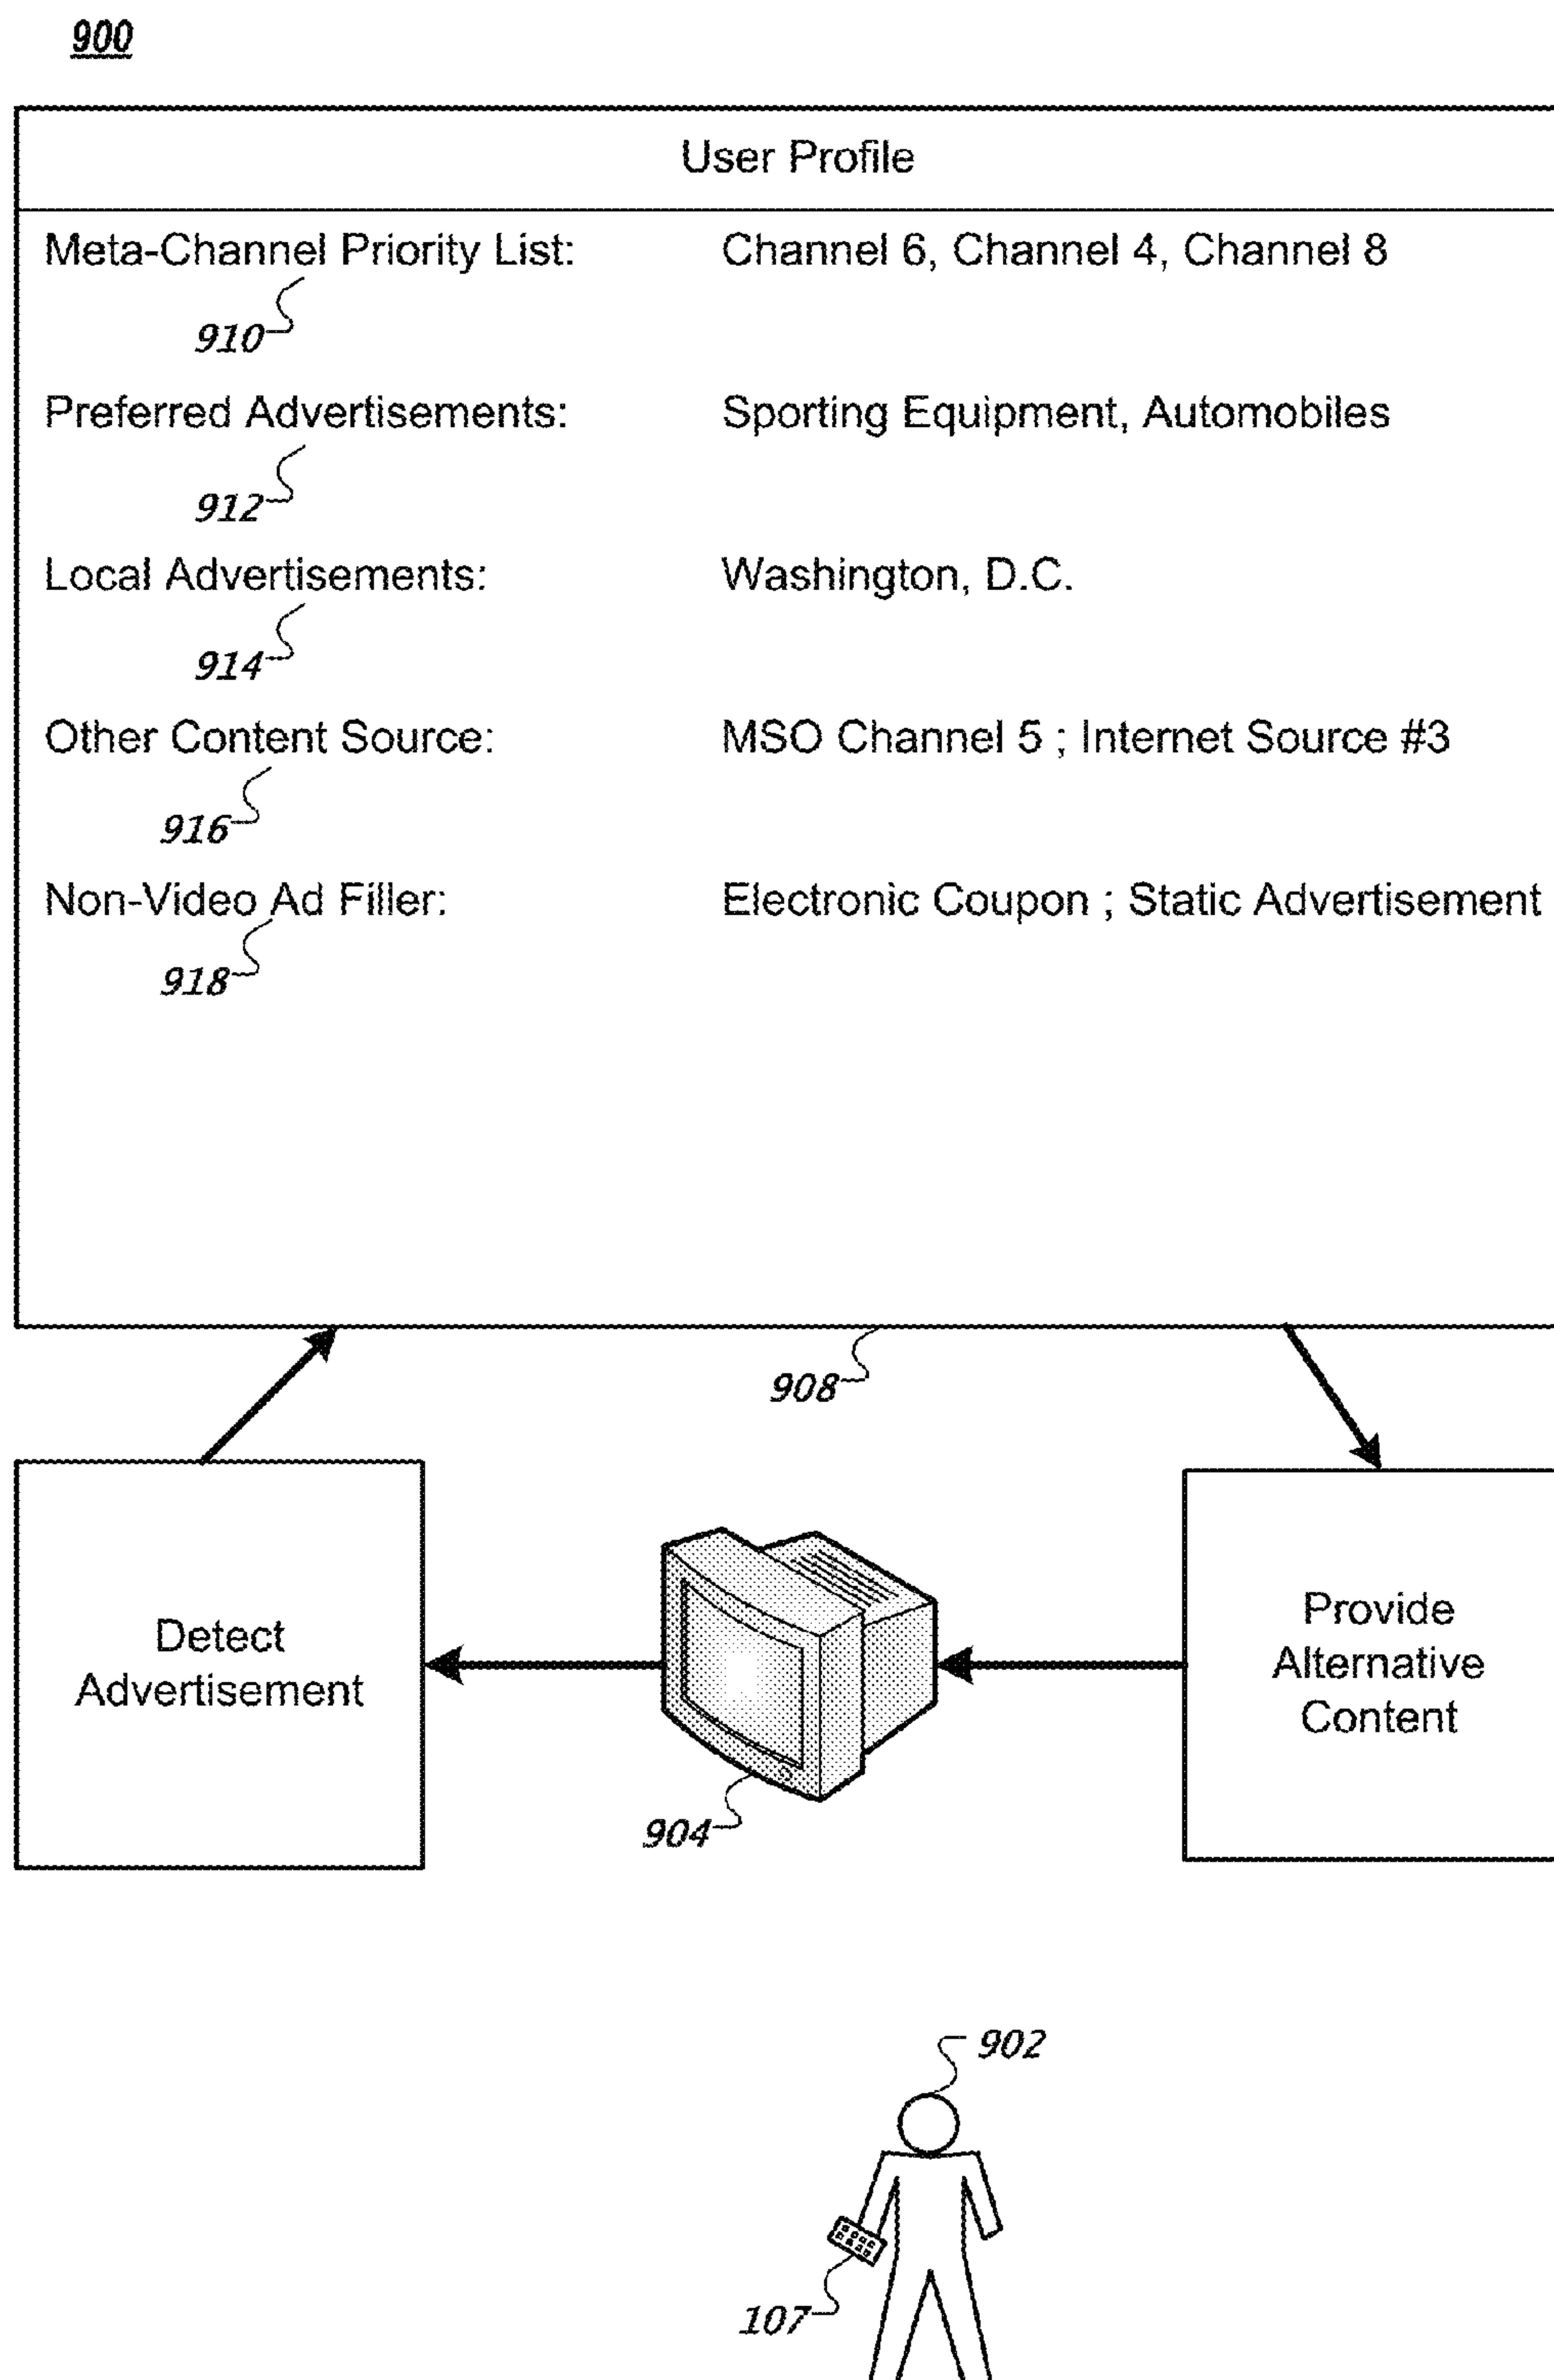 900
User Profile
Meta-Channel Priority List: Channel 6, Channel 4, Channel 8
910
Preferred Advertisements: Sporting Equipment, Automobiles
912
Local Advertisements: Washington, D.C.
914
Other Content Source: MSO Channel 5 ; Internet Source #3
916
Non-Video Ad Filler: Electronic Coupon ; Static Advertisement
918
908
Detect
Advertisement
Provide
Alternative
Content
904
902
107